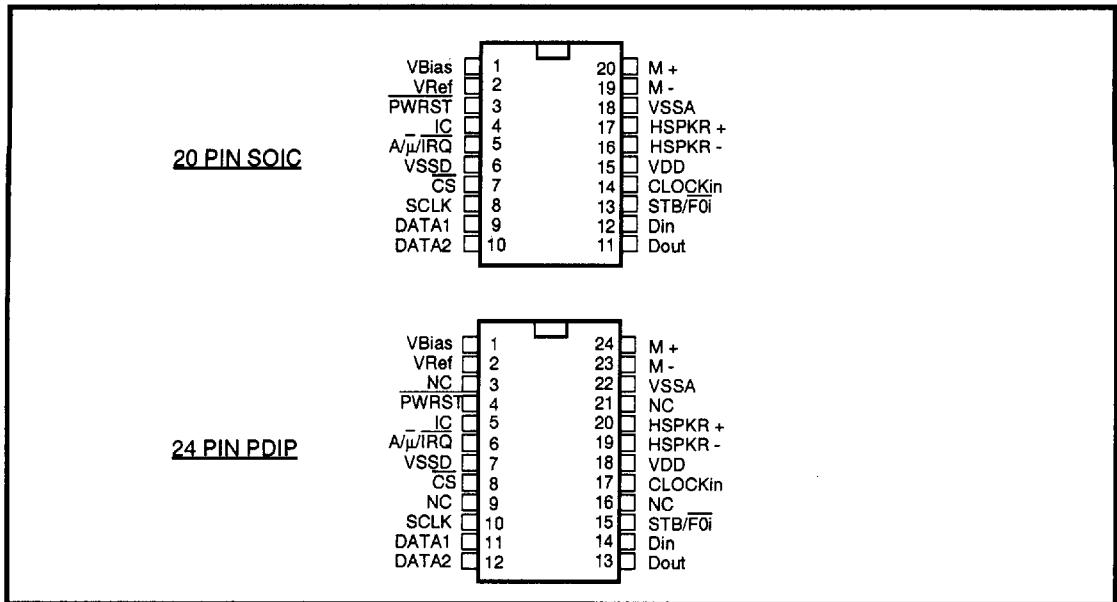 20 PIN SOIC
VBias 1 20 M +
VRef 2 19 M -
PWRST 3 18 VSSA
IC 4 17 HSPKR +
A/μ/IRQ 5 16 HSPKR -
VSSD 6 15 VDD
CS 7 14 CLOCKin
SCLK 8 13 STB/F0i
DATA1 9 12 Din
DATA2 10 11 Dout
24 PIN PDIP
VBias 1 24 M +
VRef 2 23 M -
NC 3 22 VSSA
PWRST 4 21 NC
IC 5 20 HSPKR +
A/μ/IRQ 6 19 HSPKR -
VSSD 7 18 VDD
CS 8 17 CLOCKin
NC 9 16 NC
SCLK 10 15 STB/F0i
DATA1 11 14 Din
DATA2 12 13 Dout